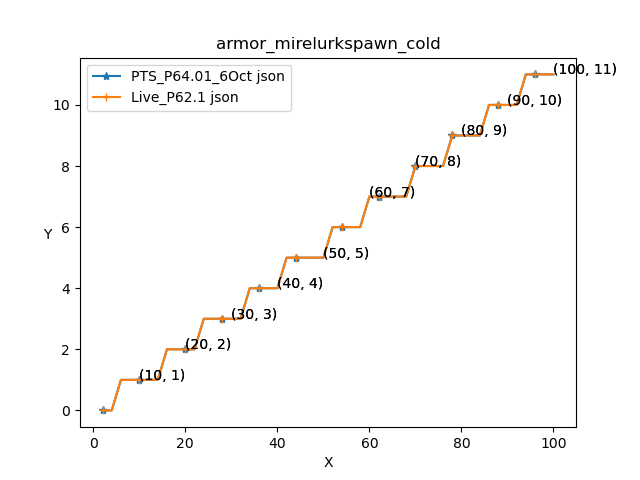 armor_mirelurkspawn_cold
PTS_P64.01_6Oct json
Live_P62.1 json
(100, 11)
(90, 10)
(80, 9)
(70, 8)
(60, 7)
(50, 5)
(40, 4)
(30, 3)
(20, 2)
(10, 1)
Y
10
8
6
4
2
0
0 20 40 60 80 100
X